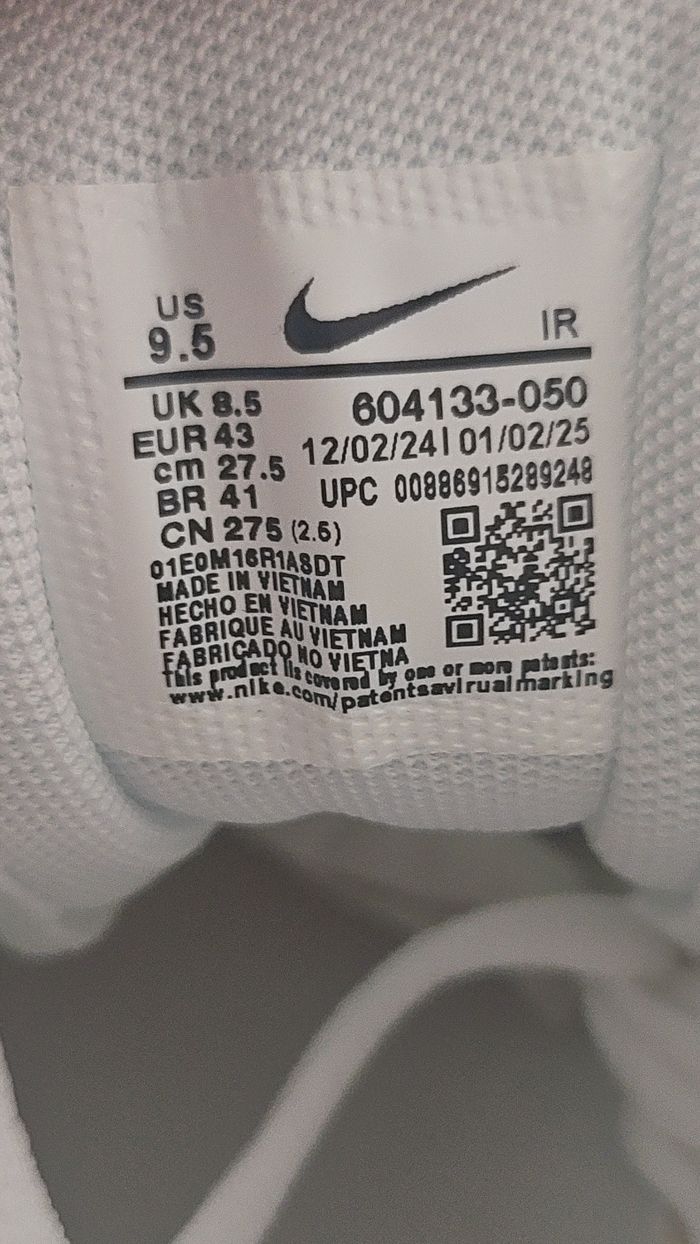 US
9.5
IR
UK 8.5
604133-050
EUR 43
12/02/24 | 01/02/25
cm 27.5
BR 41
UPC 00886915289248
CN 275 (2.5)
01E0M16R1A8DT
MADE IN VIETNAM
HECHO EN VIETNAM
FABRIQUE AU VIETNAM
FABRICADO NO VIETNA
This product iis covered by one or more patents:
www.nike.com/patentsavirualmarking